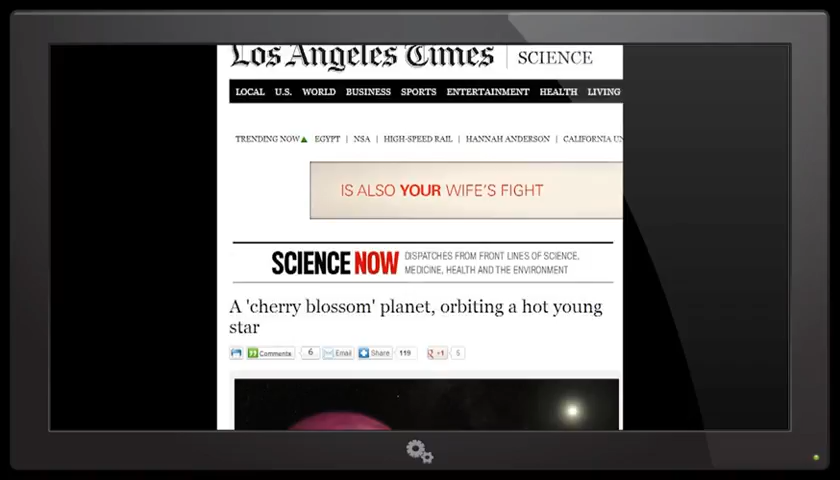 Los Angeles Times | SCIENCE
LOCAL U.S. WORLD BUSINESS SPORTS ENTERTAINMENT HEALTH LIVING
TRENDING NOW EGYPT | NSA | HIGH-SPEED RAIL | HANNAH ANDERSON | CALIFORNIA UN
IS ALSO YOUR WIFE'S FIGHT
SCIENCE NOW
DISPATCHES FROM FRONT LINES OF SCIENCE,
MEDICINE, HEALTH AND THE ENVIRONMENT
A 'cherry blossom' planet, orbiting a hot young
star
Comments 6 Email Share 119 +1 5